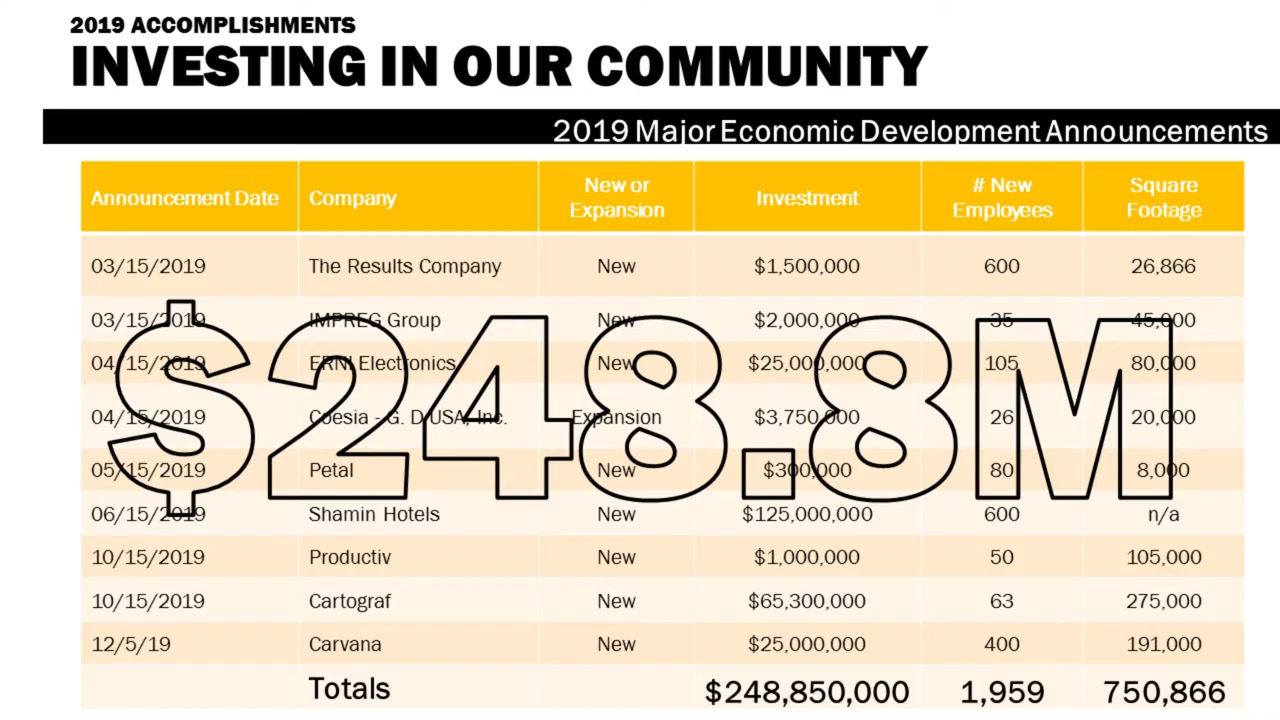 2019 ACCOMPLISHMENTS
INVESTING IN OUR COMMUNITY
2019 Major Economic Development Announcements
Announcement Date Company New or Expansion Investment # New Employees Square Footage
03/15/2019 The Results Company New $1,500,000 600 26,866
03/15/2019 IMPREG Group New $2,000,000 35 45,000
04/15/2019 ERNI Electronics New $25,000,000 105 80,000
04/15/2019 Coesia - G. D USA, Inc. Expansion $3,750,000 26 20,000
05/15/2019 Petal New $300,000 80 8,000
06/15/2019 Shamin Hotels New $125,000,000 600 n/a
10/15/2019 Productiv New $1,000,000 50 105,000
10/15/2019 Cartograf New $65,300,000 63 275,000
12/5/19 Carvana New $25,000,000 400 191,000
Totals $248,850,000 1,959 750,866
$248.8M